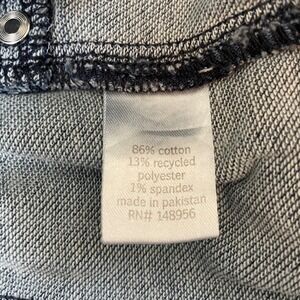 86% cotton
13% recycled
polyester
1% spandex
made in pakistan
RN# 148956